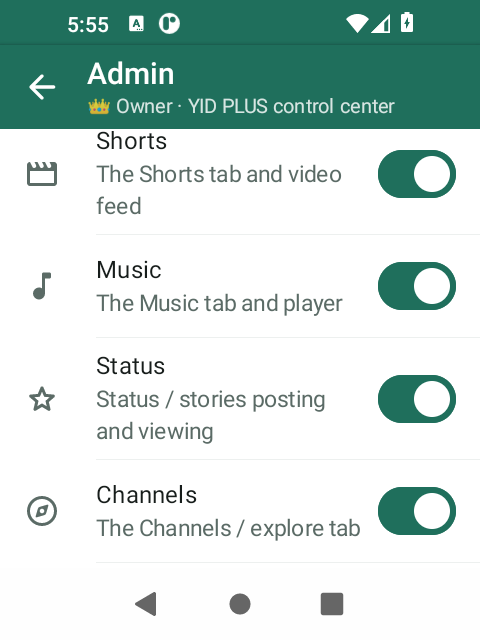 5:55
A
Admin
👑 Owner · YID PLUS control center
Shorts
The Shorts tab and video
feed
Music
The Music tab and player
Status
Status / stories posting
and viewing
Channels
The Channels / explore tab